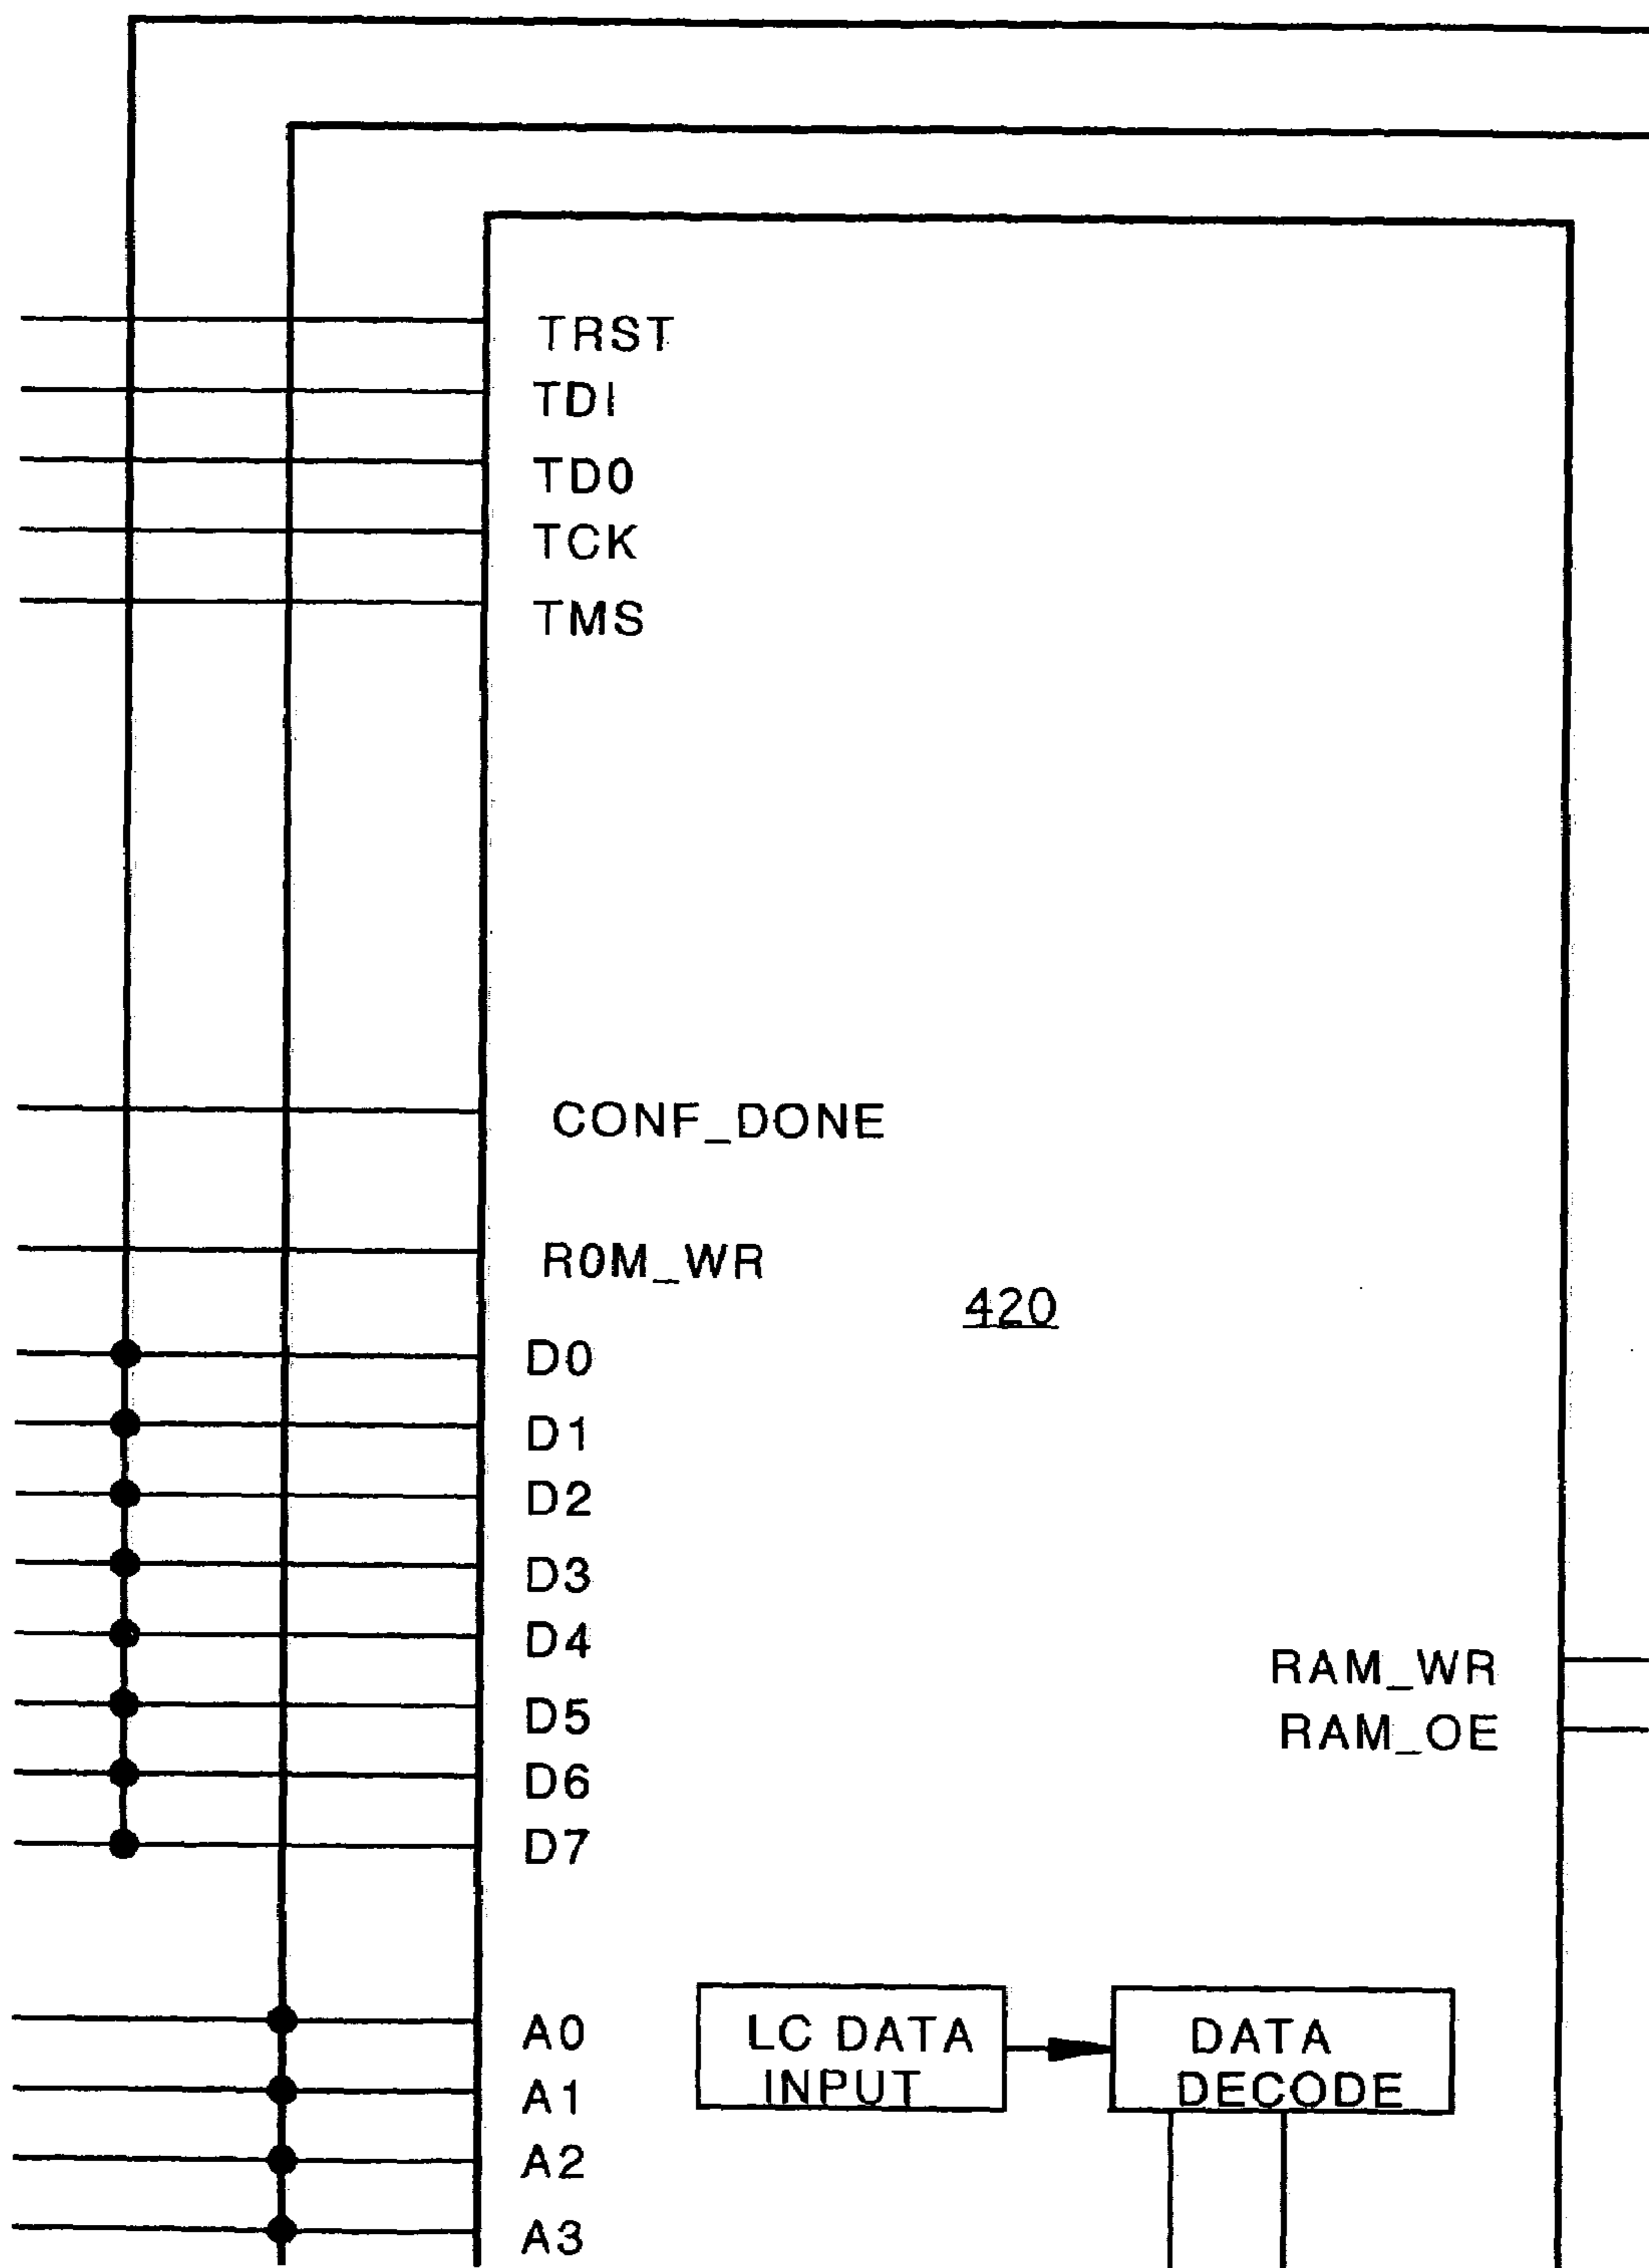 TRST
TDI
TD0
TCK
TMS
CONF_DONE
R0M_WR
420
D0
D1
D2
D3
D4
D5
D6
D7
RAM_WR
RAM_OE
A0
A1
A2
A3
LC DATA
INPUT
DATA
DECODE